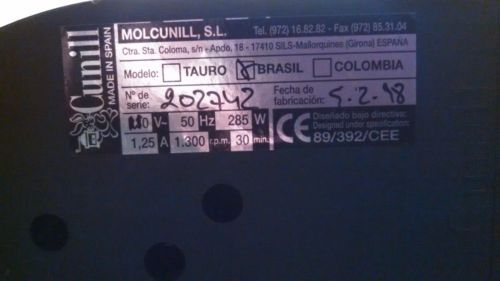 Cunill
MADE IN SPAIN
MOLCUNILL, S.L.
Tel. (972) 16.82.82 - Fax (972) 85.31.04
Ctra. Sta. Coloma, s/n - Apdo, 18 - 17410 SILS-Mallorquines (Girona) ESPAÑA
Modelo: TAURO BRASIL COLOMBIA
Nº de serie: 202742
Fecha de fabricación: 5-2-98
V~ 50 Hz 285 W
1,25 A 1.300 r.p.m. 30 min.
CE
Diseñado bajo directiva:
Designed under specification:
89/392/CEE